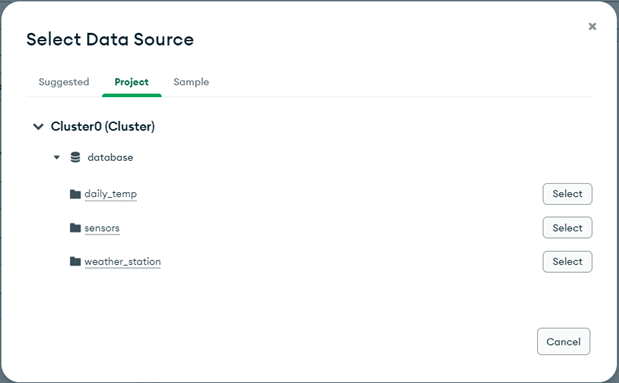 Select Data Source
Suggested Project Sample
Cluster0 (Cluster)
database
daily_temp Select
sensors Select
weather_station Select
Cancel